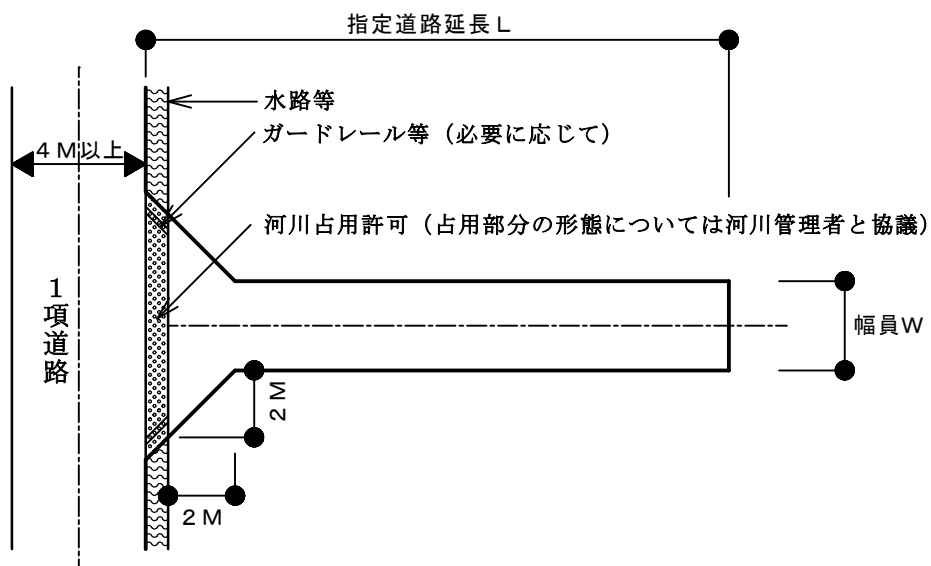 指定道路延長L
水路等
ガードレール等（必要に応じて）
4M以上
河川占用許可（占用部分の形態については河川管理者と協議）
1項道路
幅員W
2M
2M